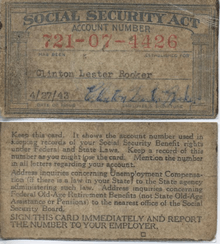 SOCIAL SECURITY ACT
ACCOUNT NUMBER
721-07-4426
Clinton Lester Rooker
4/27/43
Keep this card. It shows the account number used in
keeping records of your Social Security Benefit rights
under Federal and State Laws. Keep a record of this
number as you might lose the card. Mention the number
in all letters regarding your account.
Address inquiries concerning Unemployment Compensa-
tion (if there is a law in your State) to the State agency
administering such law. Address inquiries concerning
Federal Old-Age Retirement Benefits (not State Old-Age
Assistance or Pensions) to the nearest office of the Social
Security Board.
SIGN THIS CARD IMMEDIATELY AND REPORT
THE NUMBER TO YOUR EMPLOYER.